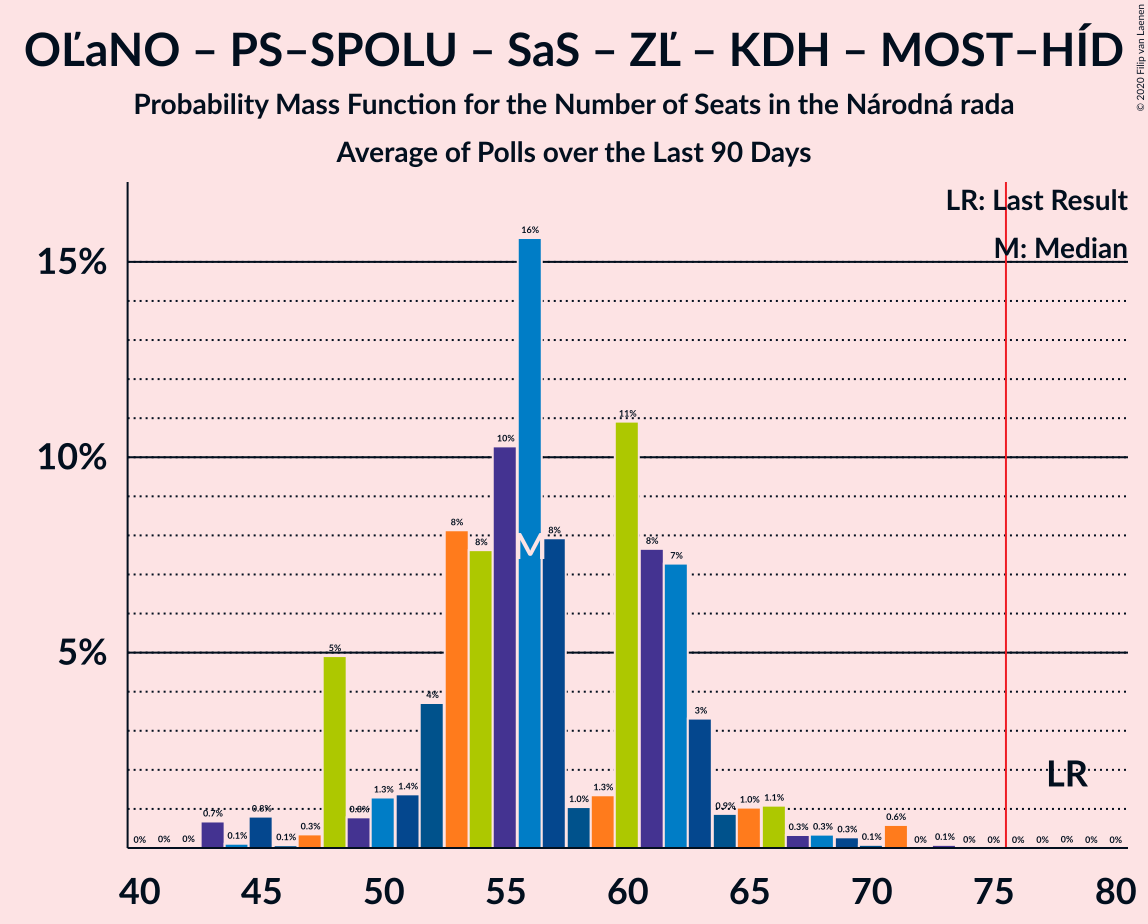 OĽaNO – PS–SPOLU – SaS – ZĽ – KDH – MOST–HÍD
Probability Mass Function for the Number of Seats in the Národná rada
Average of Polls over the Last 90 Days
© 2020 Filip van Laenen
LR: Last Result
M: Median
15%
10%
5%
0% 0% 0% 0.7% 0.1% 0.8% 0.1% 0.3% 5% 0.8% 1.3% 1.4% 4% 8% 8% 10% 16% 8% 1.0% 1.3% 11% 8% 7% 3% 0.9% 1.0% 1.1% 0.3% 0.3% 0.3% 0.1% 0.6% 0% 0.1% 0% 0% 0% 0% 0% 0% 0%
M
LR
40 45 50 55 60 65 70 75 80